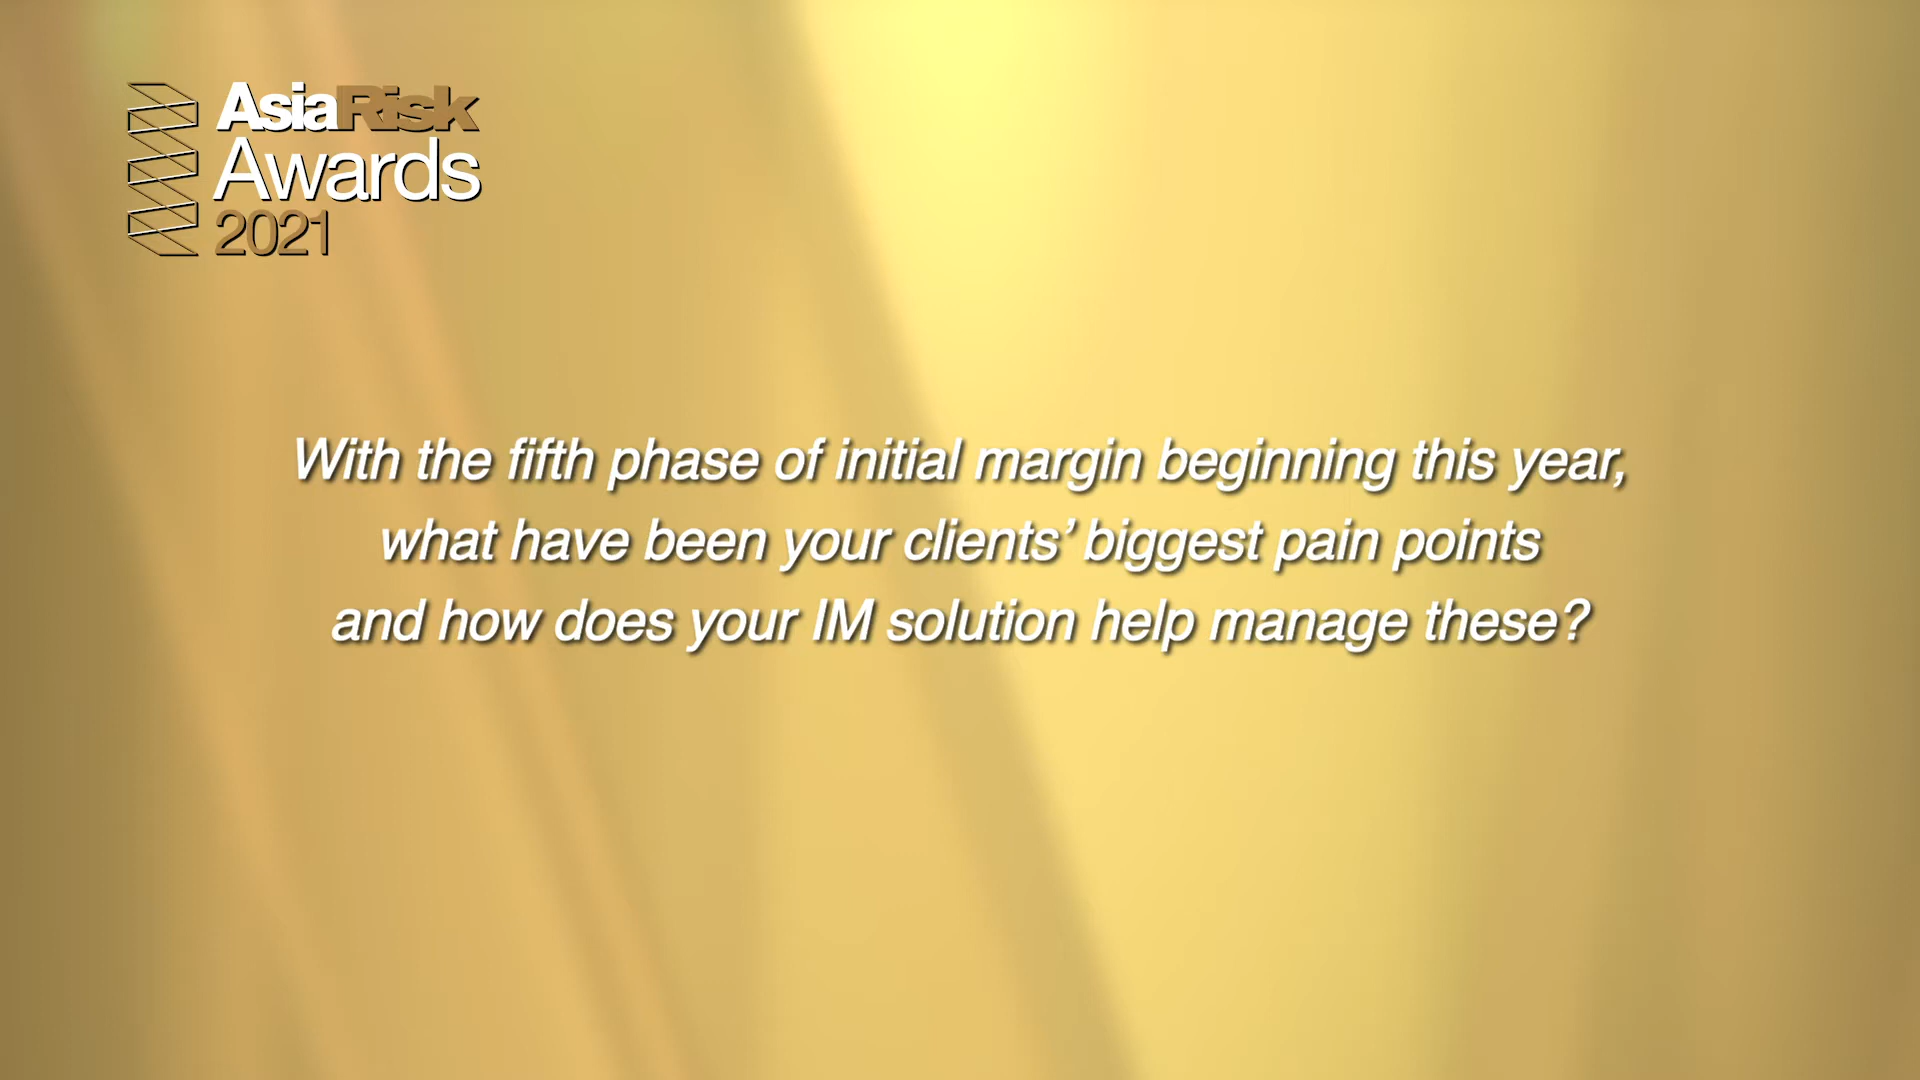 AsiaRisk
Awards
2021
With the fifth phase of initial margin beginning this year,
what have been your clients’ biggest pain points
and how does your IM solution help manage these?